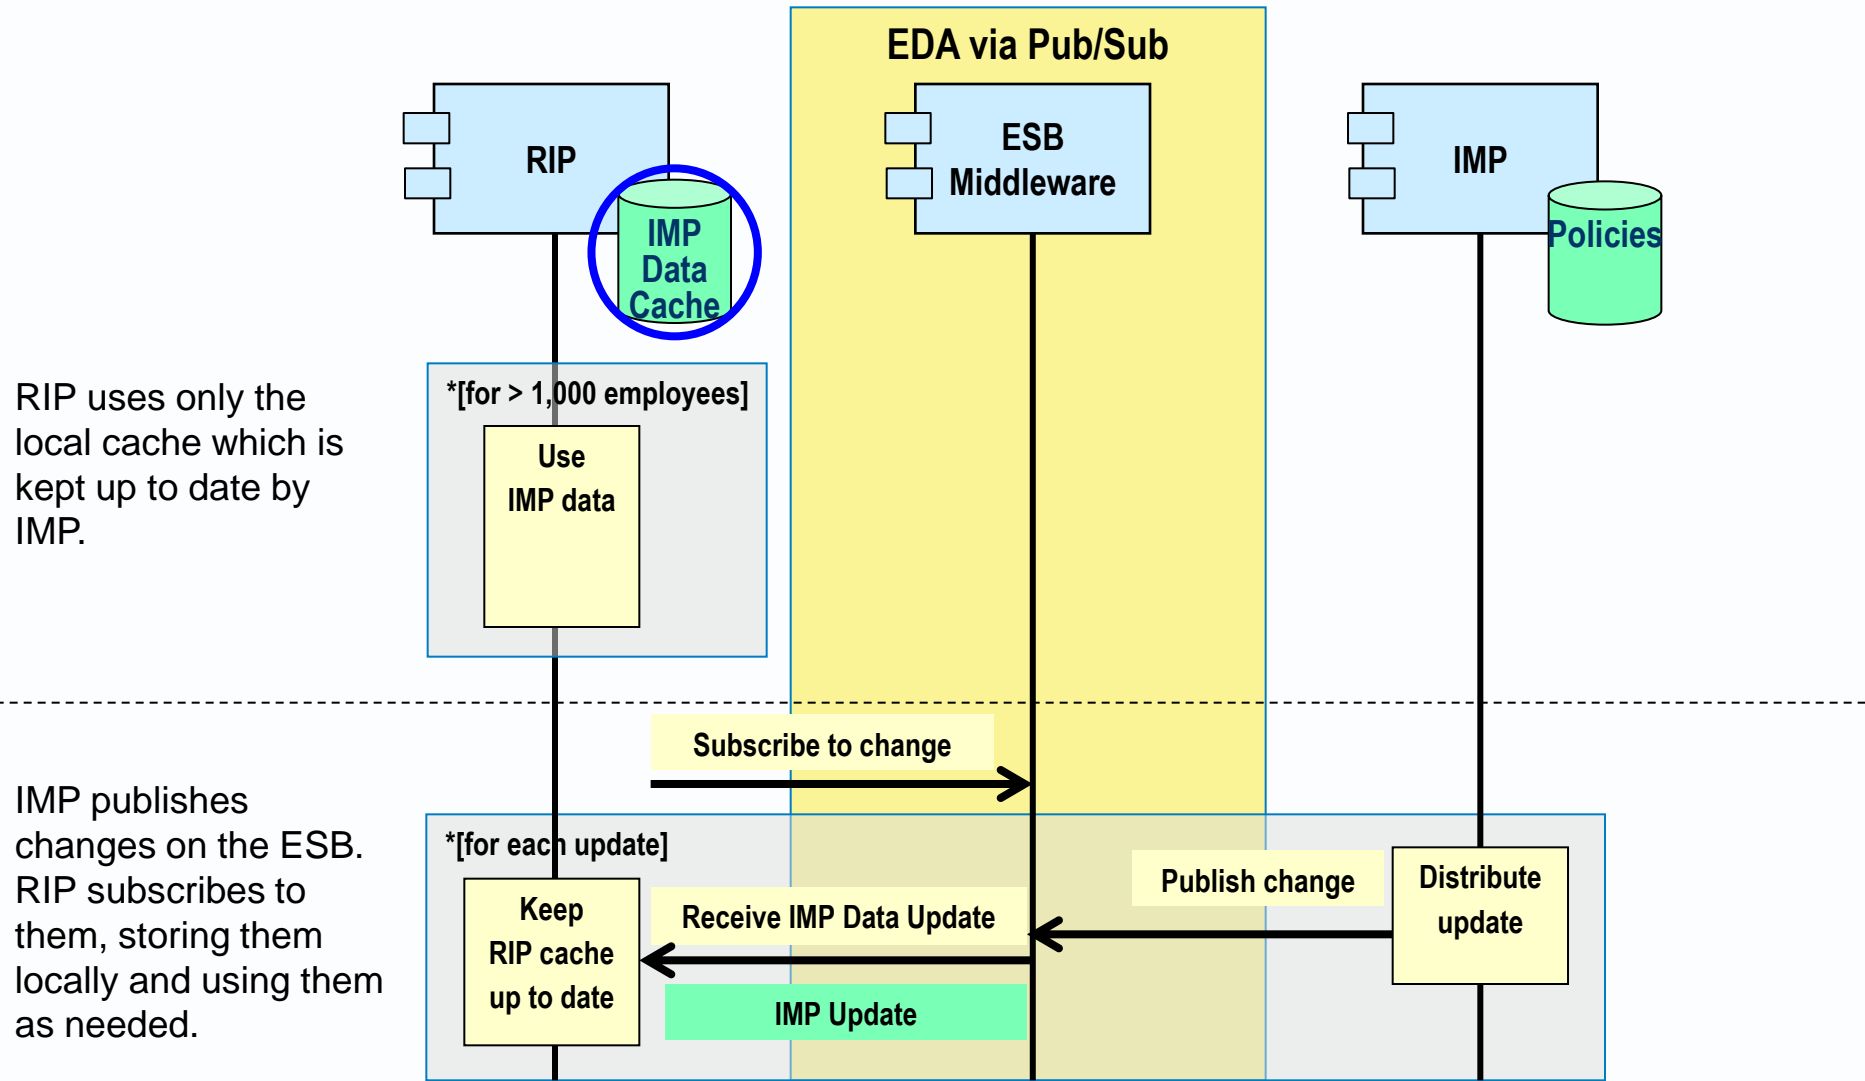 EDA via Pub/Sub
RIP
ESB
Middleware
IMP
IMP
Data
Cache
Policies
RIP uses only the
local cache which is
kept up to date by
IMP.
*[for > 1,000 employees]
Use
IMP data
Subscribe to change
IMP publishes
changes on the ESB.
RIP subscribes to
them, storing them
locally and using them
as needed.
*[for each update]
Keep
RIP cache
up to date
Receive IMP Data Update
IMP Update
Publish change
Distribute
update